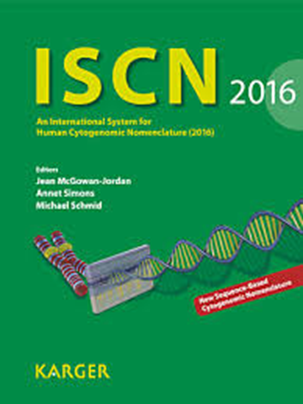 ISCN 2016
An International System for
Human Cytogenomic Nomenclature (2016)
Editors
Jean McGowan-Jordan
Annet Simons
Michael Schmid
New Sequence-Based
Cytogenomic Nomenclature
KARGER